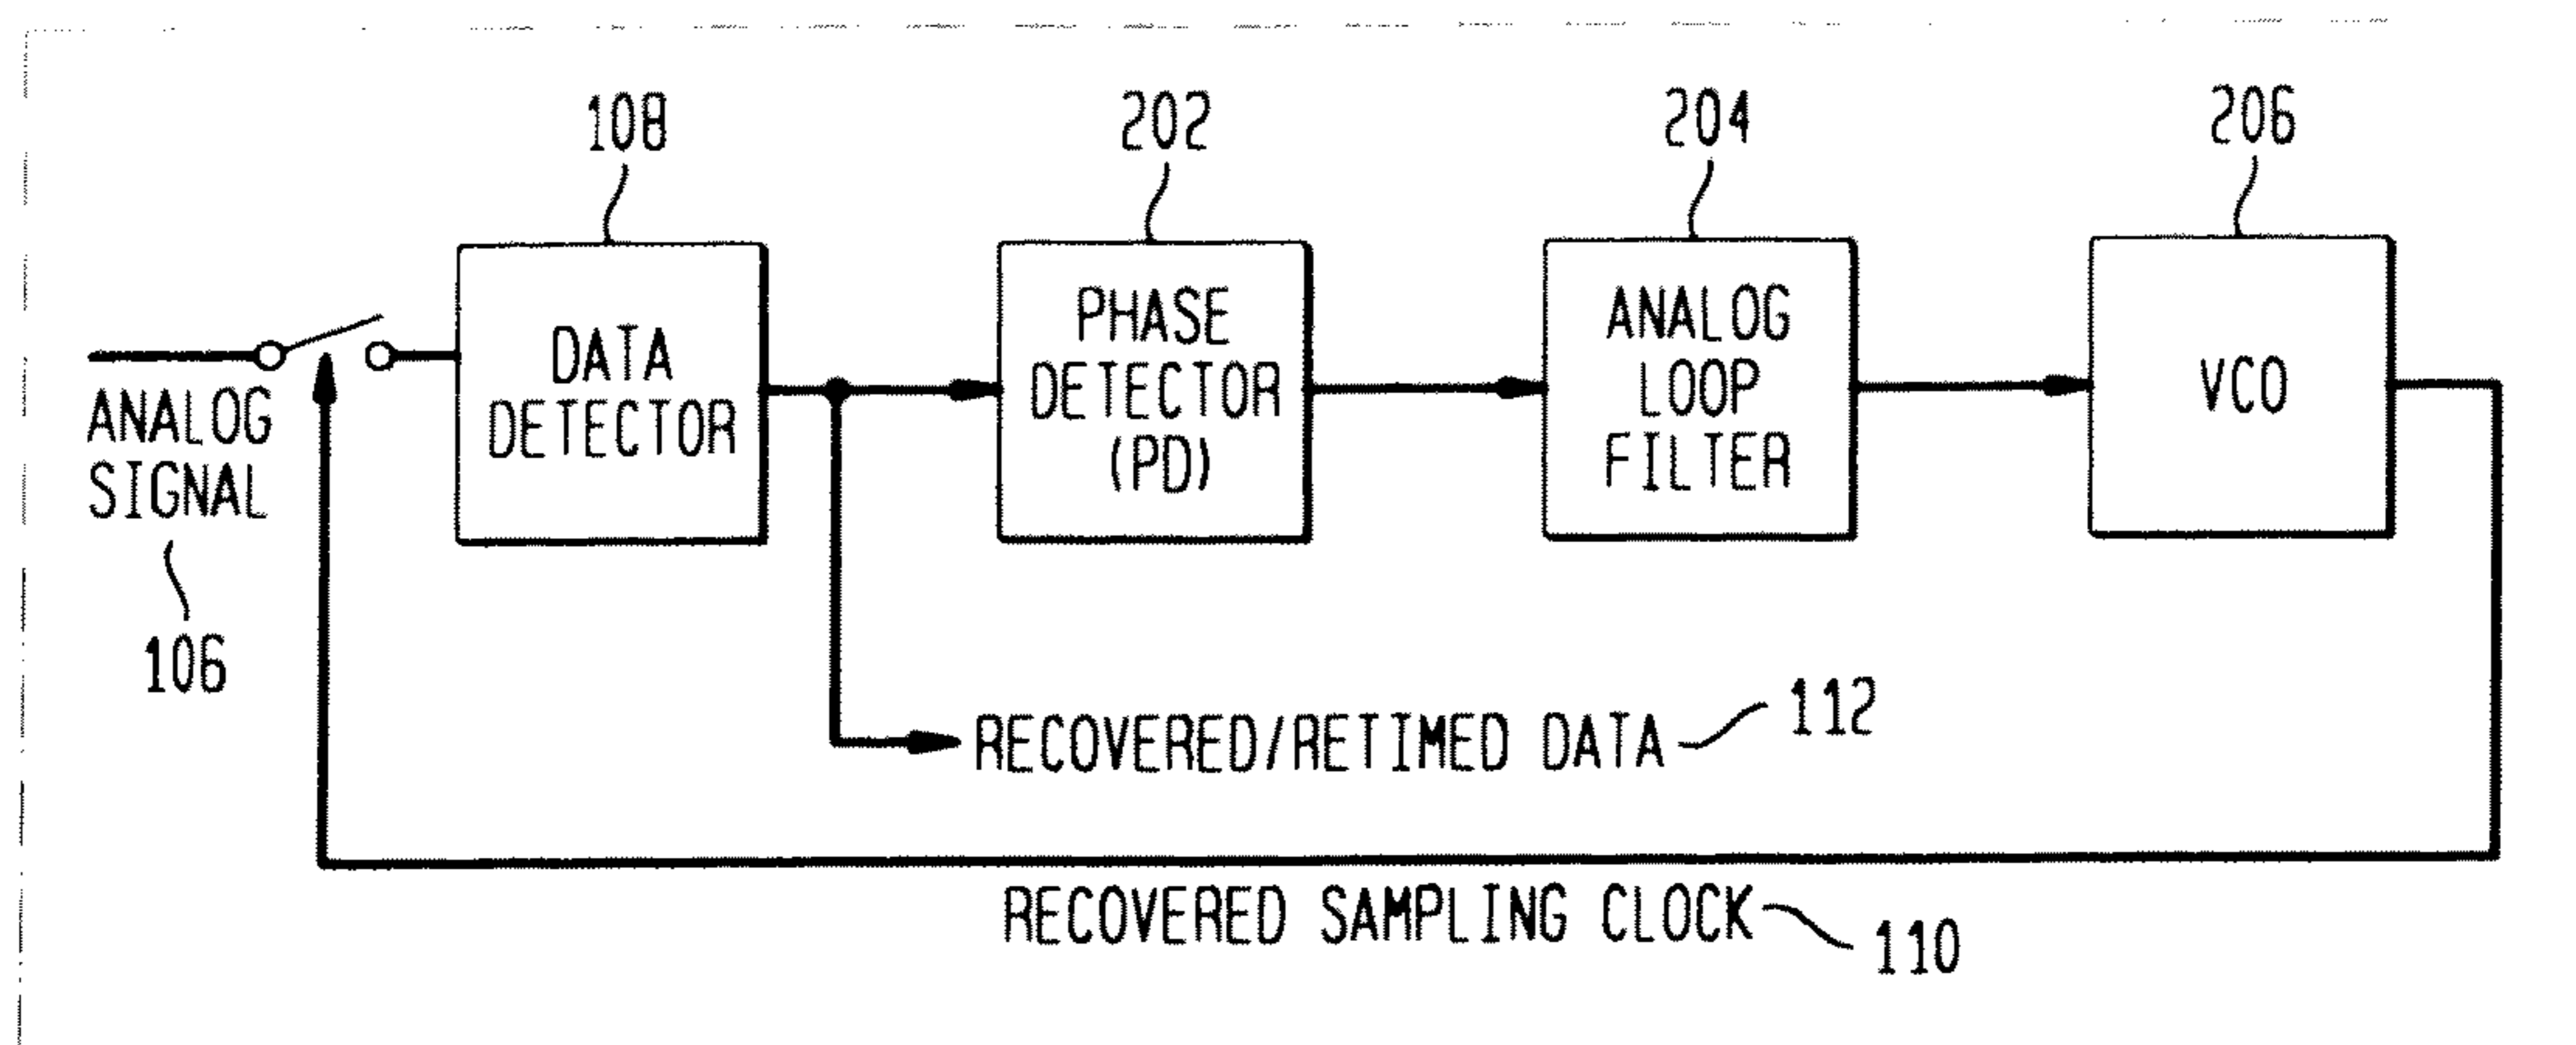 108
202
204
206
DATA
DETECTOR
PHASE
DETECTOR
(PD)
ANALOG
LOOP
FILTER
VCO
ANALOG
SIGNAL
106
RECOVERED/RETIMED DATA
112
RECOVERED SAMPLING CLOCK
110